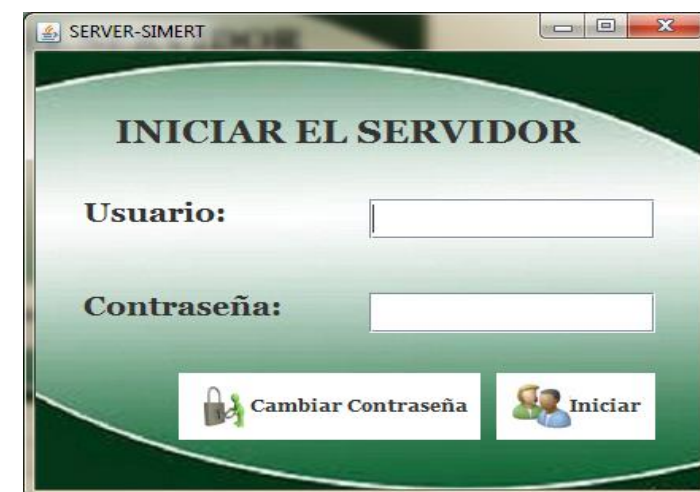 SERVER-SIMERT
INICIAR EL SERVIDOR
Usuario:
Contraseña:
Cambiar Contraseña
Iniciar